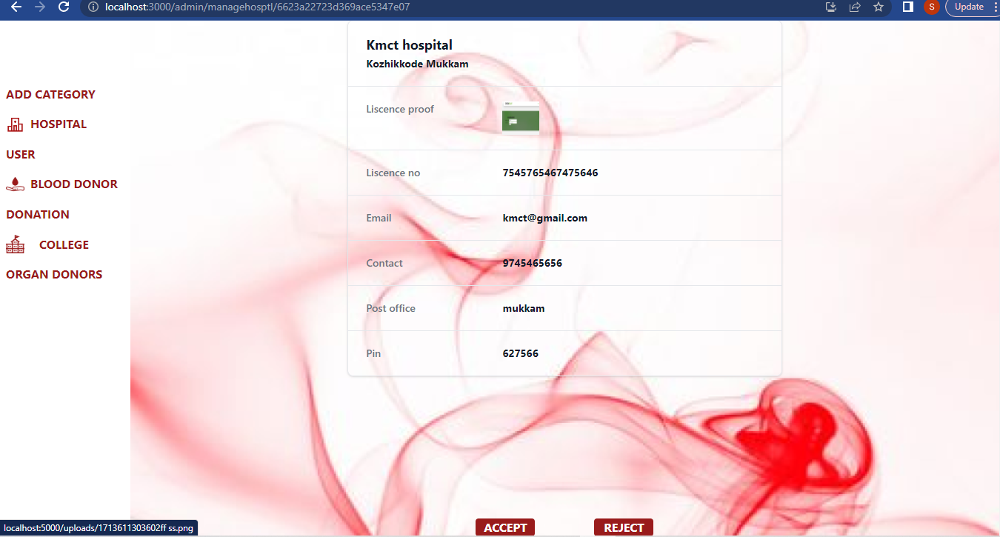 localhost:3000/admin/managehosptl/6623a22723d369ace5347e07
S
Update
Kmct hospital
Kozhikkode Mukkam
ADD CATEGORY
HOSPITAL
USER
BLOOD DONOR
DONATION
COLLEGE
ORGAN DONORS
Liscence proof
Liscence no 7545765467475646
Email kmct@gmail.com
Contact 9745465656
Post office mukkam
Pin 627566
ACCEPT REJECT
localhost:5000/uploads/1713611303602ff ss.png